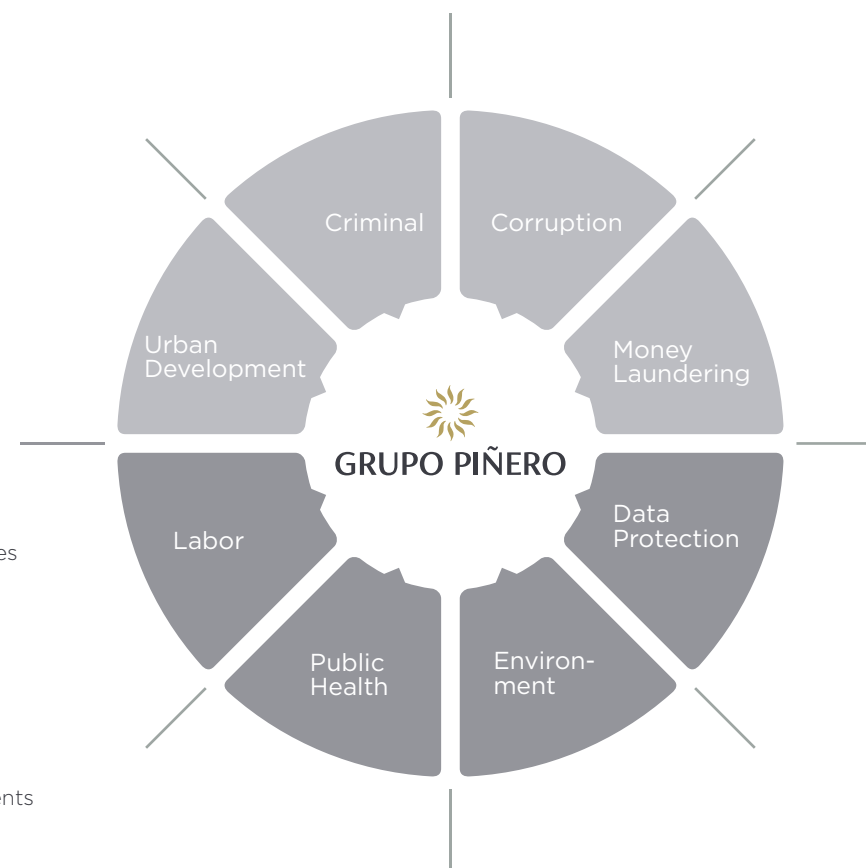 Criminal
Corruption
Urban
Development
Money
Laundering
GRUPO PIÑERO
Labor
Data
Protection
Public
Health
Environ-
ment